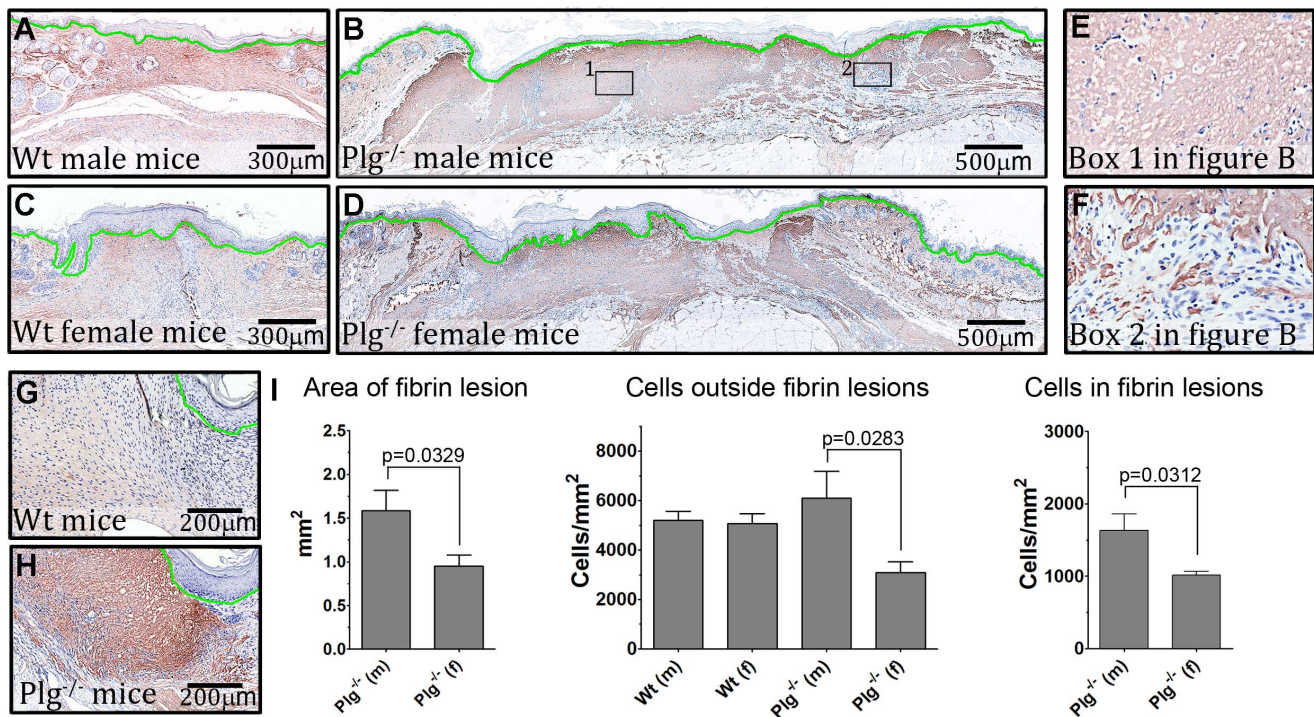 A
Wt male mice
300μm
B
1
2
Plg-/- male mice
500μm
E
Box 1 in figure B
C
Wt female mice
300μm
D
Plg-/- female mice
500μm
F
Box 2 in figure B
G
Wt mice
200μm
H
Plg-/- mice
200μm
I
Area of fibrin lesion
mm²
2.5
2.0
1.5
1.0
0.5
0.0
p=0.0329
Plg-/- (m)
Plg-/- (f)
Cells outside fibrin lesions
Cells/mm²
8000
6000
4000
2000
0
p=0.0283
Wt (m)
Wt (f)
Plg-/- (m)
Plg-/- (f)
Cells in fibrin lesions
Cells/mm²
3000
2000
1000
0
p=0.0312
Plg-/- (m)
Plg-/- (f)